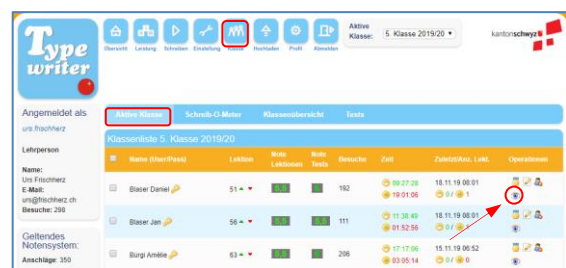 Type
writer
Übersicht Leistung Schreiben Einstellung Klasse Hochladen Profil Abmelden
Aktive
Klasse: 5. Klasse 2019/20
kantonschwyz
Angemeldet als
urs.frischherz
Lehrperson
Name:
Urs Frischherz
E-Mail:
urs@frischherz.ch
Besuche: 298
Geltendes
Notensystem:
Anschläge: 350
Aktive Klasse Schreib-O-Meter Klassenübersicht Tests
Klassenliste 5. Klasse 2019/20
Name (User/Pass) Lektion Note Lektionen Note Tests Besuche Zeit Zuletzt/Anz. Lekt. Operationen
Blaser Daniel 51 192 09:27:28 18.11.19 08:01
19:01:06 0 / 1
Blaser Jan 56 111 11:38:49 18.11.19 08:01
01:52:56 0 /
Bürgi Amélie 63 206 17:17:06 15.11.19 06:52
03:05:14 0 / 0